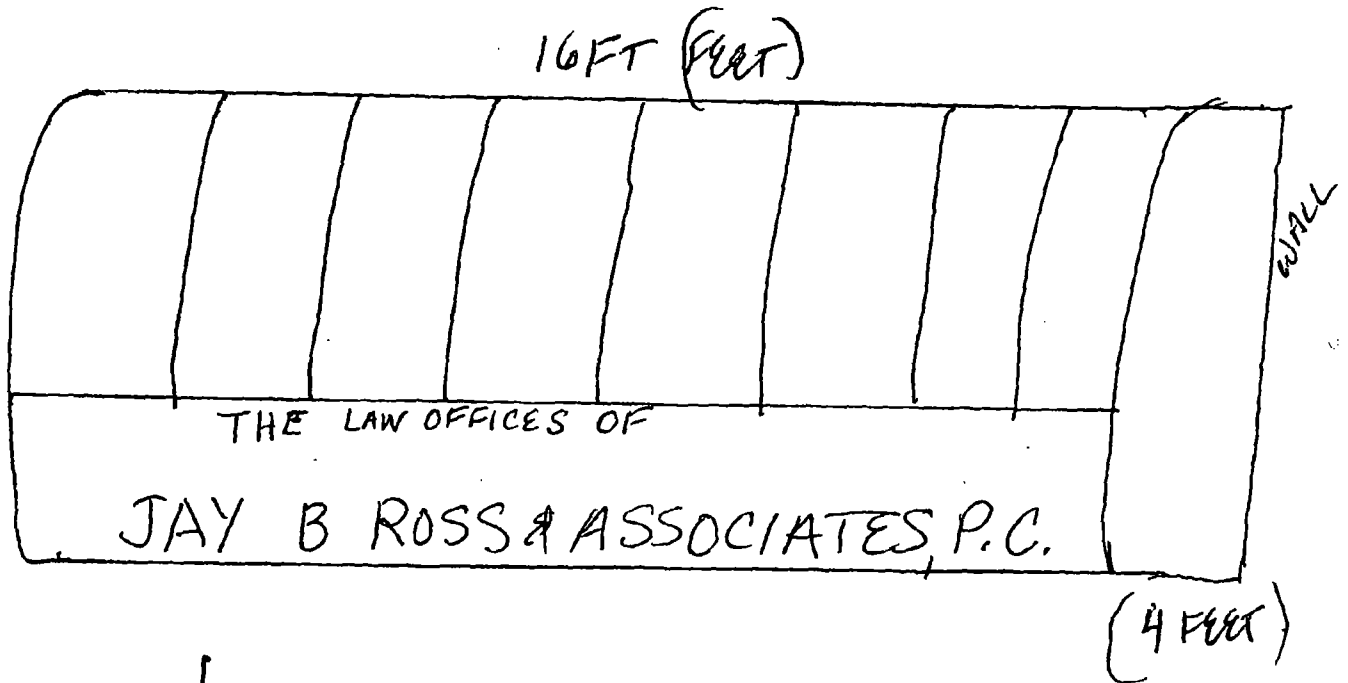 16FT (FEET)
WALL
THE LAW OFFICES OF
JAY B ROSS & ASSOCIATES, P.C.
(4 FEET)